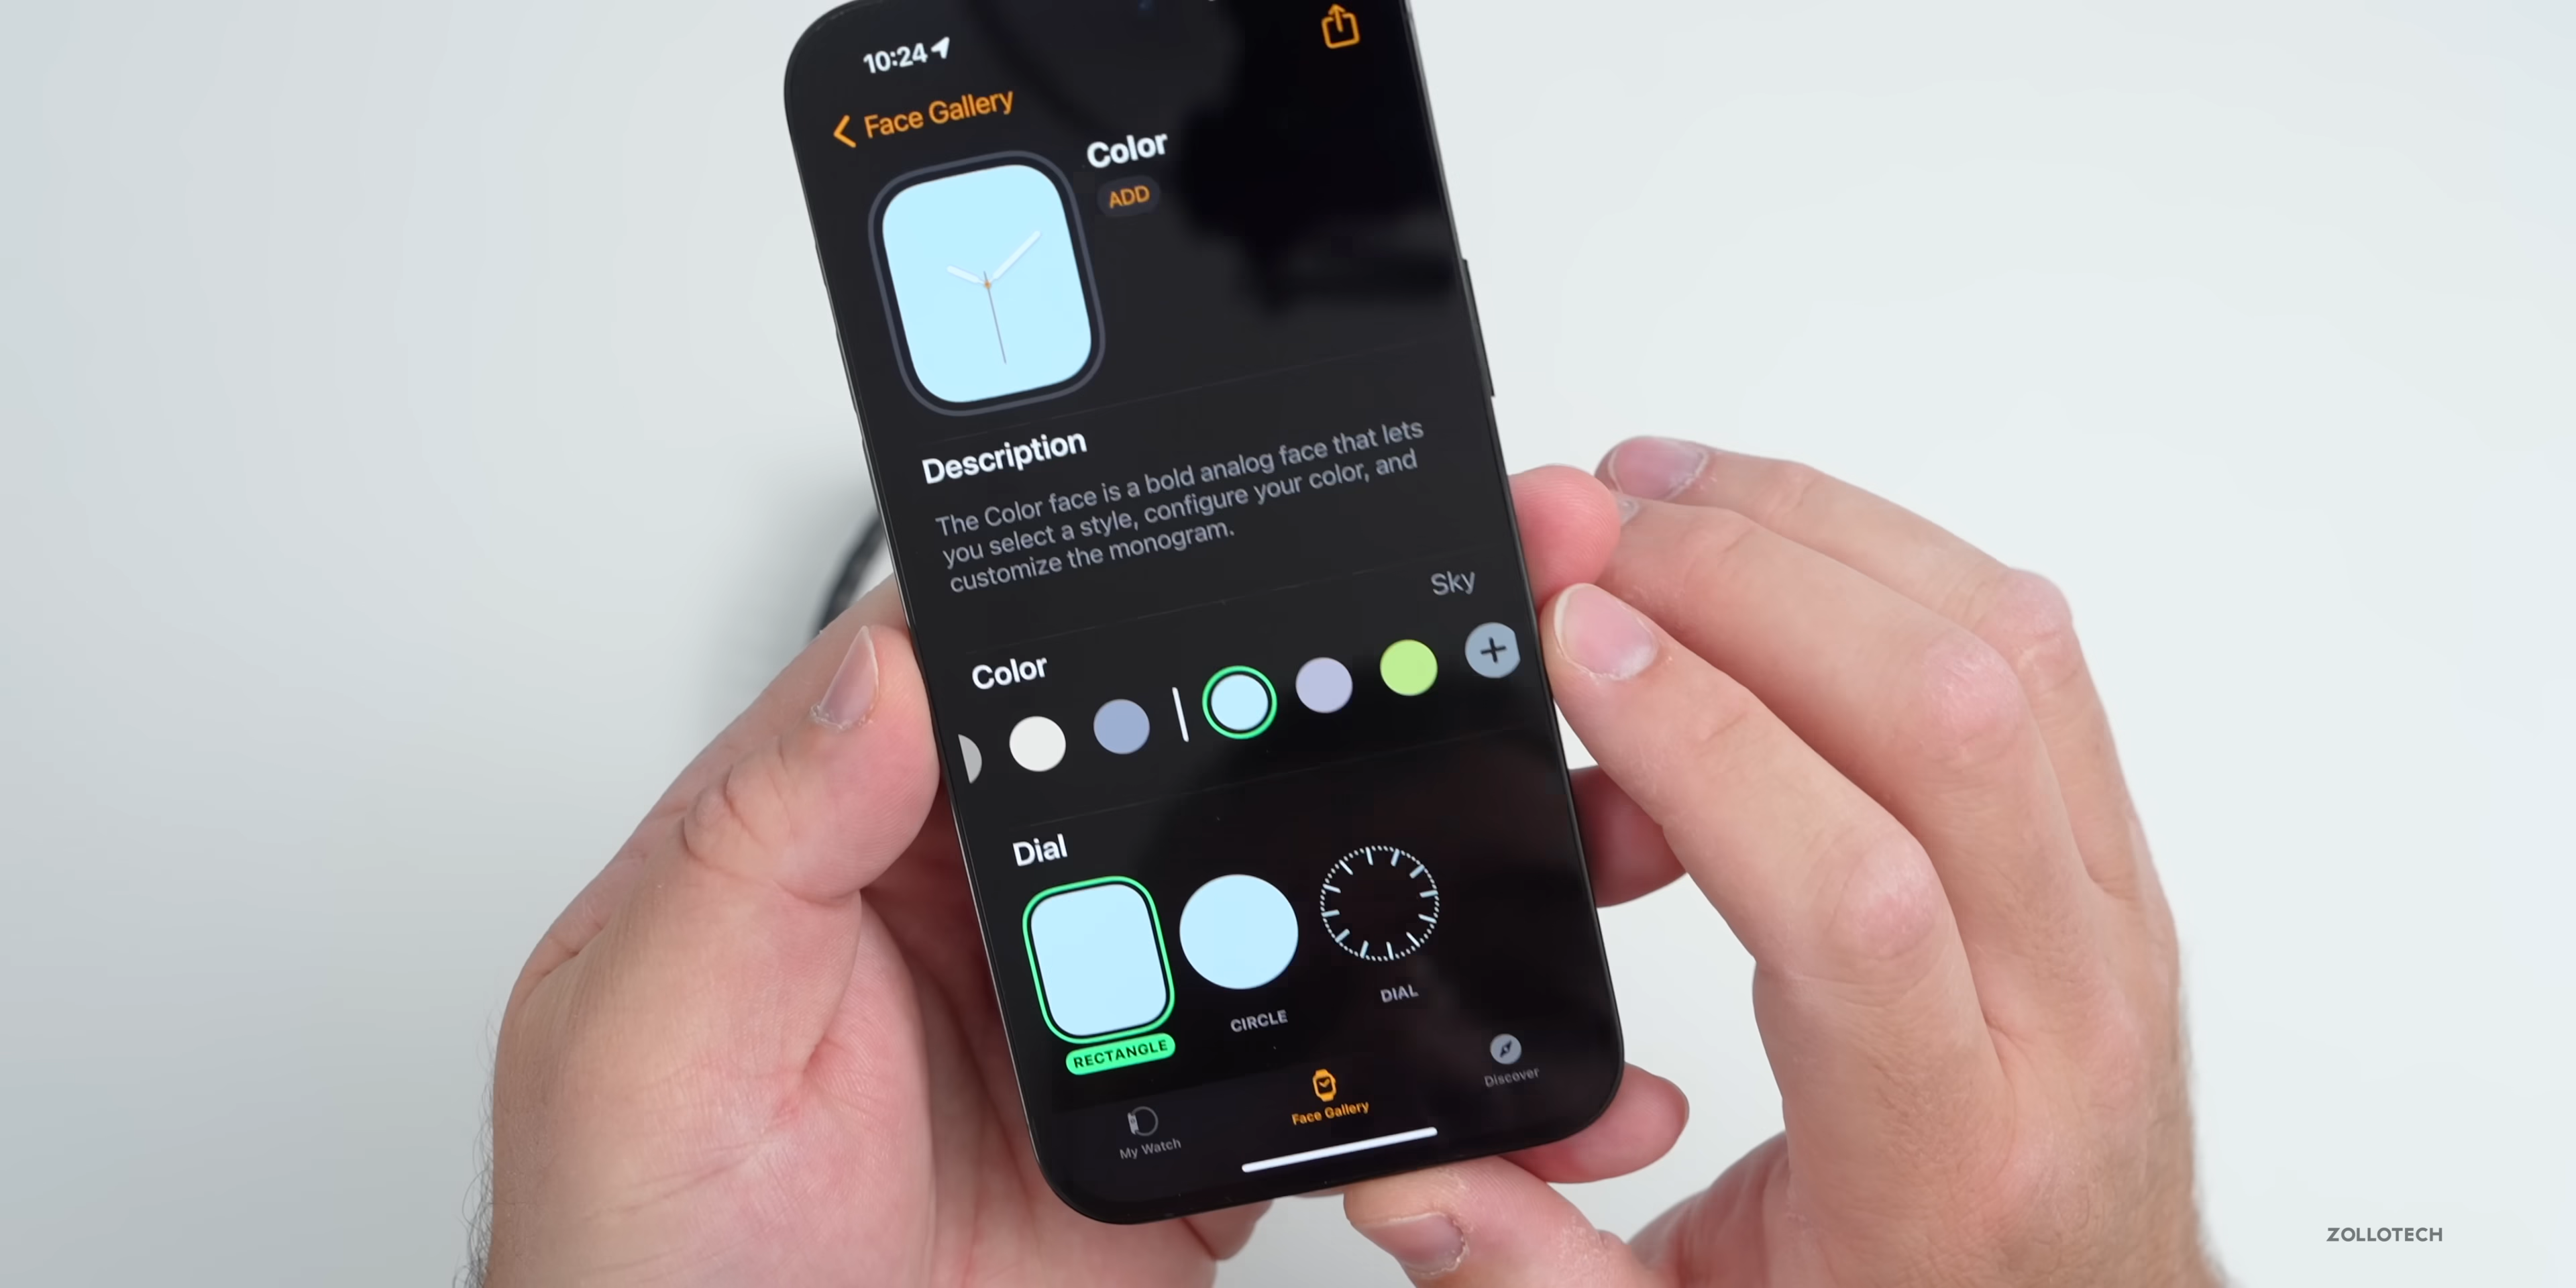 10:24
Face Gallery
Color
ADD
Description
The Color face is a bold analog face that lets
you select a style, configure your color, and
customize the monogram.
Sky
Color
Dial
RECTANGLE
CIRCLE
DIAL
My Watch
Face Gallery
Discover
ZOLLOTECH